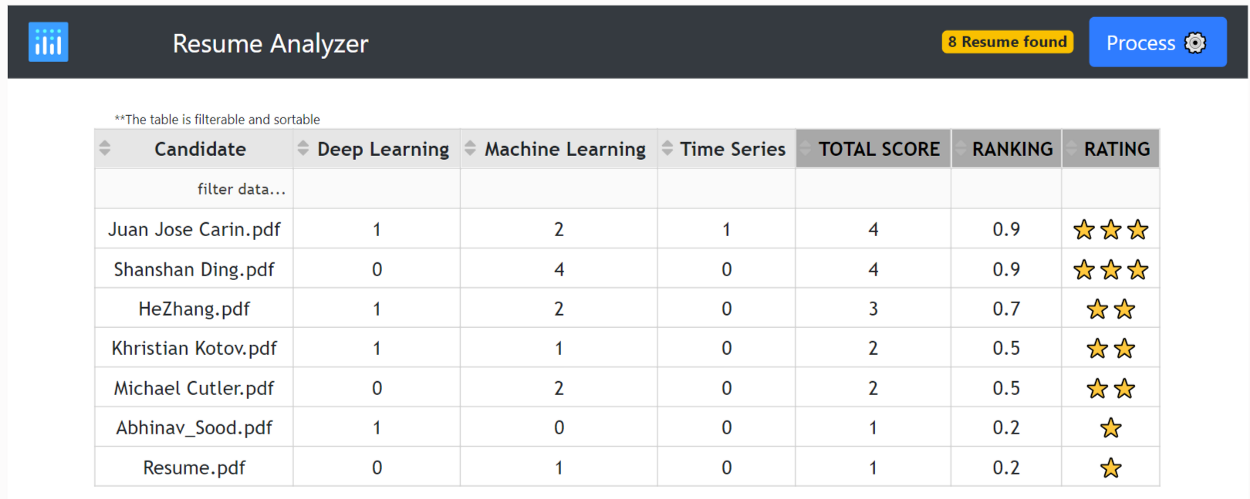 Resume Analyzer 8 Resume found Process
**The table is filterable and sortable
Candidate Deep Learning Machine Learning Time Series TOTAL SCORE RANKING RATING
filter data...
Juan Jose Carin.pdf 1 2 1 4 0.9
Shanshan Ding.pdf 0 4 0 4 0.9
HeZhang.pdf 1 2 0 3 0.7
Khristian Kotov.pdf 1 1 0 2 0.5
Michael Cutler.pdf 0 2 0 2 0.5
Abhinav_Sood.pdf 1 0 0 1 0.2
Resume.pdf 0 1 0 1 0.2